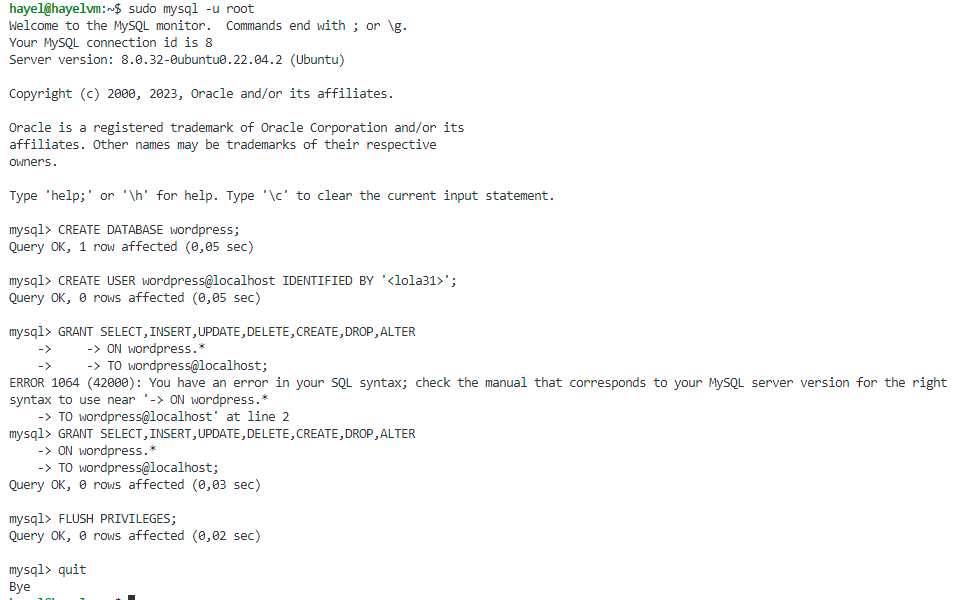 hayel@hayelvm:~$ sudo mysql -u root
Welcome to the MySQL monitor.  Commands end with ; or \g.
Your MySQL connection id is 8
Server version: 8.0.32-0ubuntu0.22.04.2 (Ubuntu)

Copyright (c) 2000, 2023, Oracle and/or its affiliates.

Oracle is a registered trademark of Oracle Corporation and/or its
affiliates. Other names may be trademarks of their respective
owners.

Type 'help;' or '\h' for help. Type '\c' to clear the current input statement.

mysql> CREATE DATABASE wordpress;
Query OK, 1 row affected (0,05 sec)

mysql> CREATE USER wordpress@localhost IDENTIFIED BY '<lola31>';
Query OK, 0 rows affected (0,05 sec)

mysql> GRANT SELECT,INSERT,UPDATE,DELETE,CREATE,DROP,ALTER
    ->     -> ON wordpress.*
    ->     -> TO wordpress@localhost;
ERROR 1064 (42000): You have an error in your SQL syntax; check the manual that corresponds to your MySQL server version for the right
syntax to use near '-> ON wordpress.*
    -> TO wordpress@localhost' at line 2
mysql> GRANT SELECT,INSERT,UPDATE,DELETE,CREATE,DROP,ALTER
    -> ON wordpress.*
    -> TO wordpress@localhost;
Query OK, 0 rows affected (0,03 sec)

mysql> FLUSH PRIVILEGES;
Query OK, 0 rows affected (0,02 sec)

mysql> quit
Bye